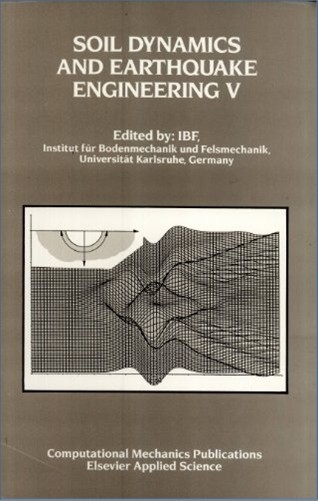 SOIL DYNAMICS
AND EARTHQUAKE
ENGINEERING V
Edited by: IBF,
Institut für Bodenmechanik und Felsmechanik,
Universität Karlsruhe, Germany
Computational Mechanics Publications
Elsevier Applied Science